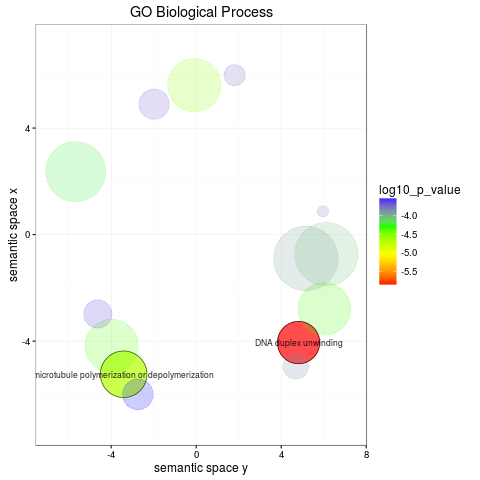 GO Biological Process
log10_p_value
-4.0
-4.5
-5.0
-5.5
4
0
-4
DNA duplex unwinding
microtubule polymerization or depolymerization
-4
0
4
8
semantic space y
semantic space x